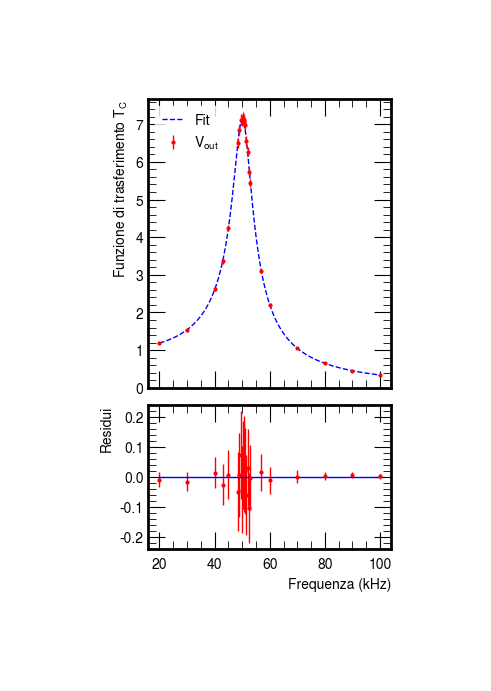 Funzione di trasferimento T_C
7
6
5
4
3
2
1
0
Fit
V_out
Residui
0.2
0.1
0.0
-0.1
-0.2
20 40 60 80 100
Frequenza (kHz)